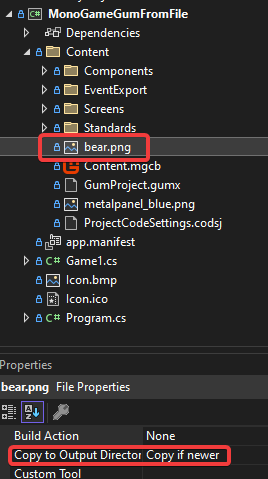 MonoGameGumFromFile
Dependencies
Content
Components
EventExport
Screens
Standards
bear.png
Content.mgcb
GumProject.gumx
metalpanel_blue.png
ProjectCodeSettings.codsj
app.manifest
Game1.cs
Icon.bmp
Icon.ico
Program.cs
Properties
bear.png File Properties
Build Action None
Copy to Output Director Copy if newer
Custom Tool